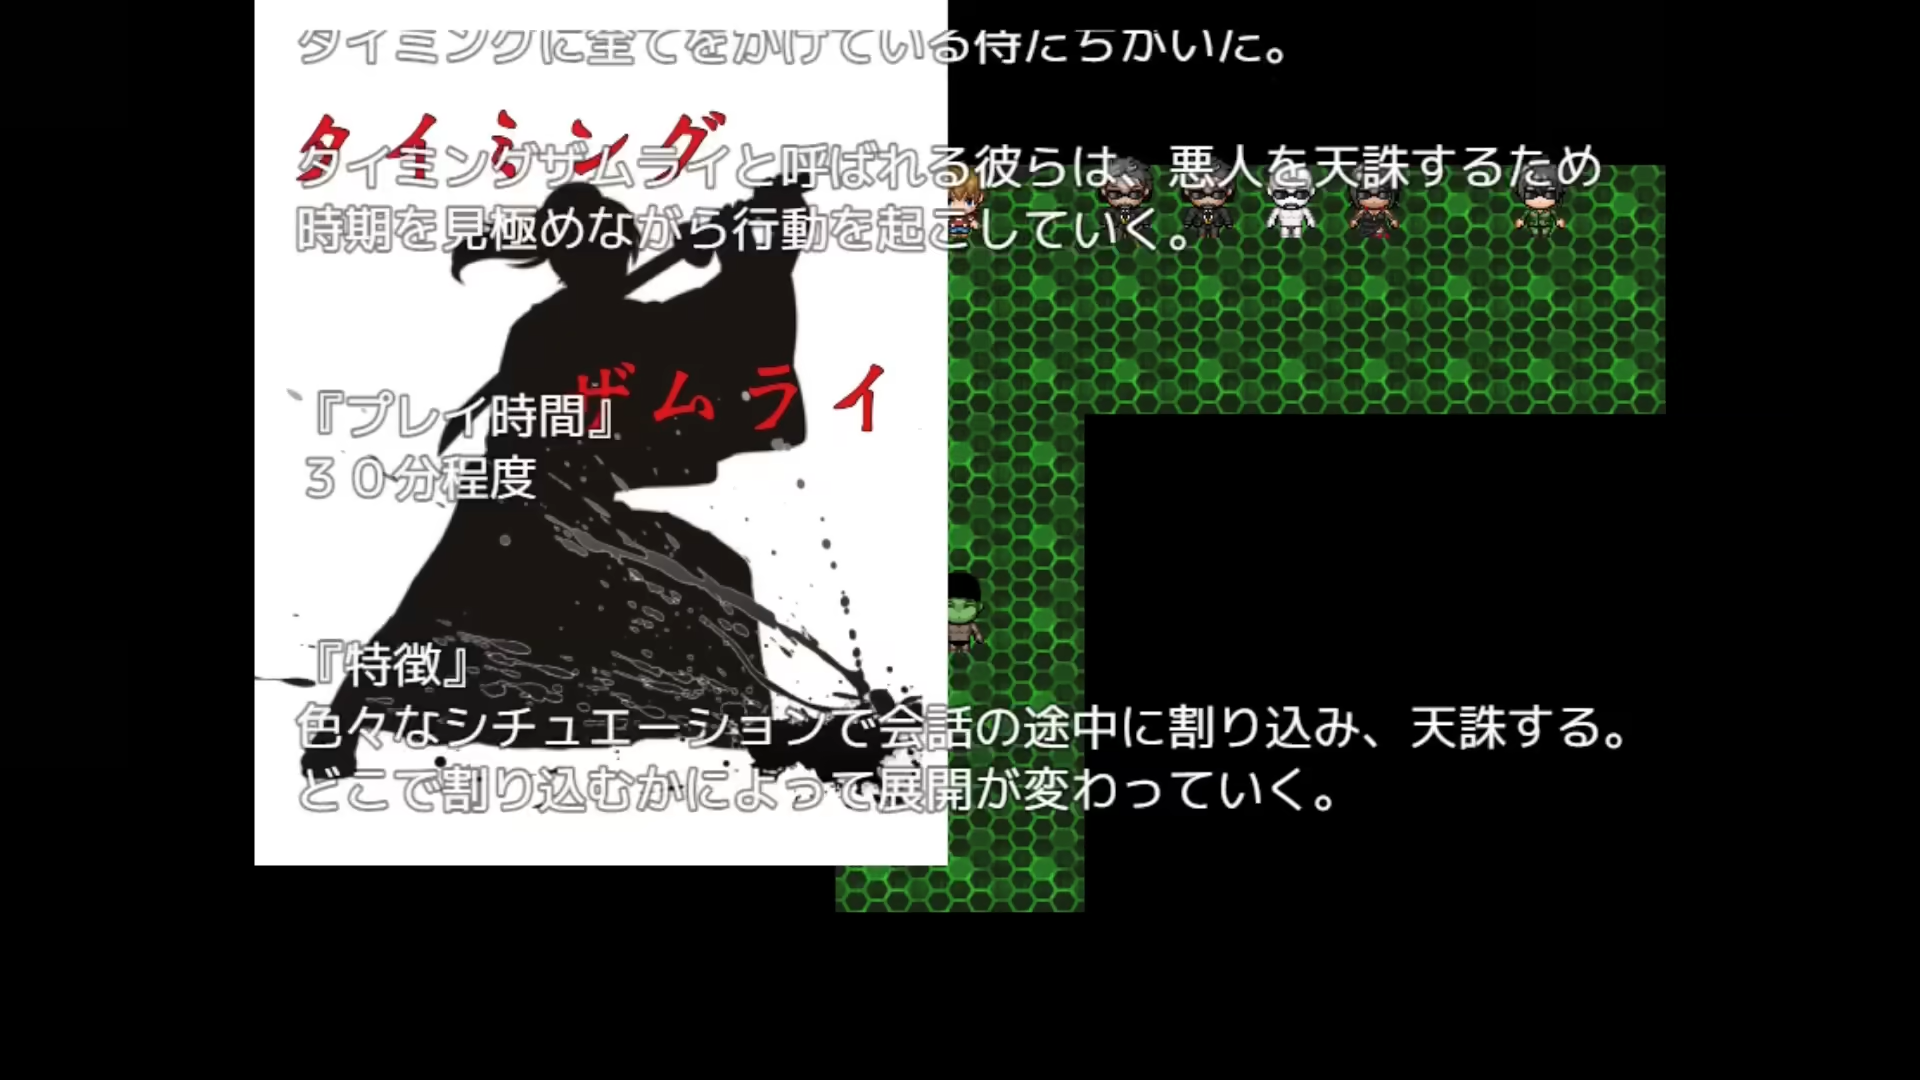 タイミングに全てをかけている侍たちがいた。
タイミング
タイミングザムライと呼ばれる彼らは、悪人を天誅するため
時期を見極めながら行動を起こしていく。
ザムライ
『プレイ時間』
３０分程度
『特徴』
色々なシチュエーションで会話の途中に割り込み、天誅する。
どこで割り込むかによって展開が変わっていく。